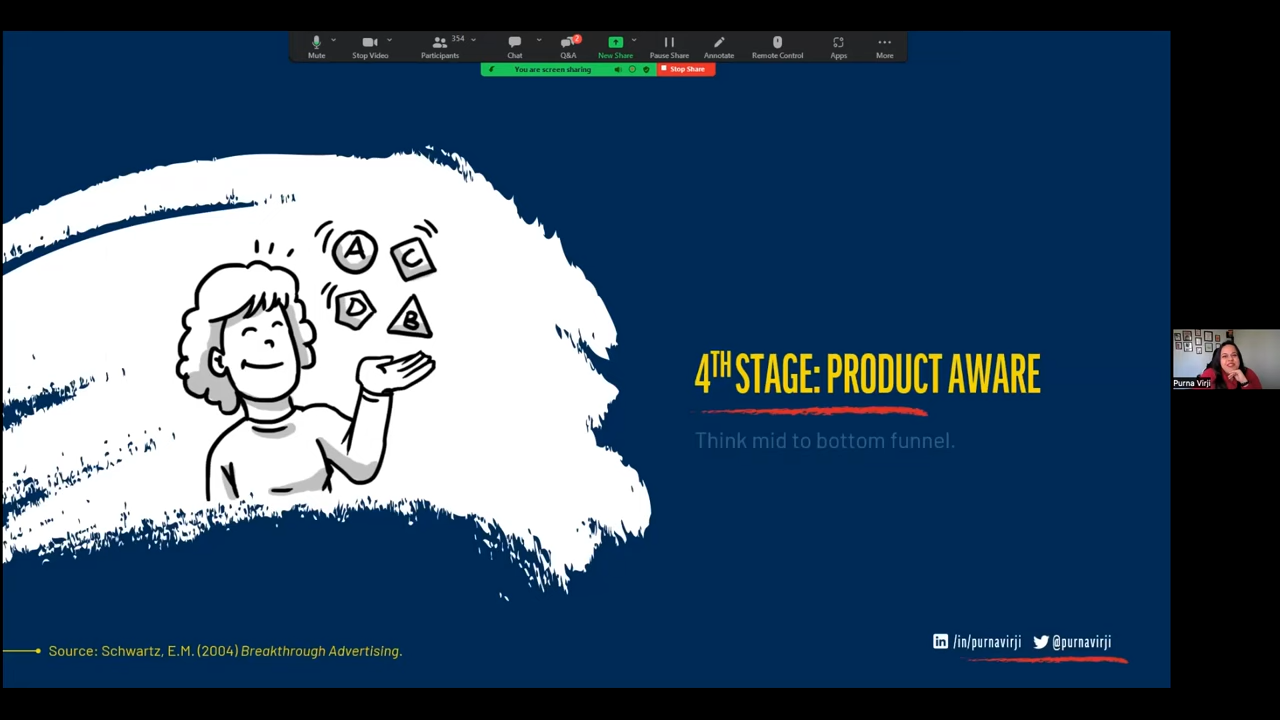 354
2
Mute
Stop Video
Participants
Chat
Q&A
New Share
Pause Share
Annotate
Remote Control
Apps
More
You are screen sharing
Stop Share
A
C
D
B
4TH STAGE: PRODUCT AWARE
Think mid to bottom funnel.
Purna Virji
Source: Schwartz, E.M. (2004) Breakthrough Advertising.
in /in/purnavirji @purnavirji